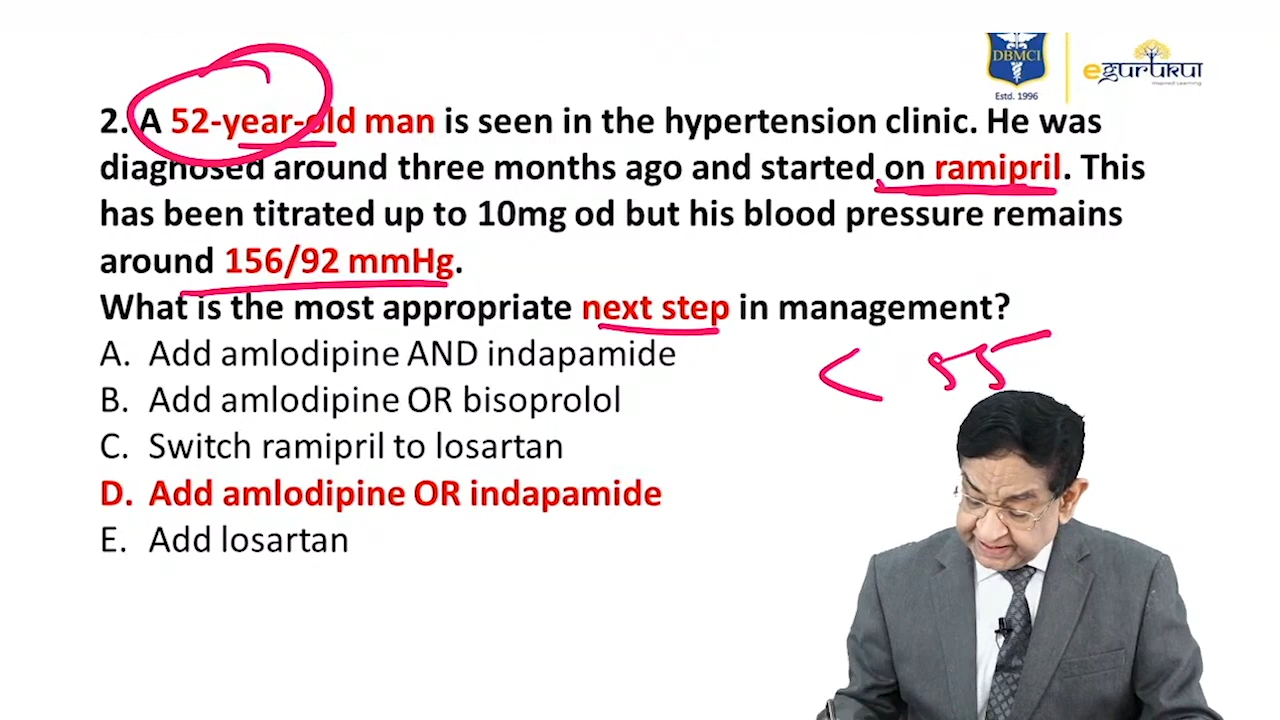 DBMCI
Estd. 1996
egurukul
Inspired Learning
2. A 52-year-old man is seen in the hypertension clinic. He was
diagnosed around three months ago and started on ramipril. This
has been titrated up to 10mg od but his blood pressure remains
around 156/92 mmHg.
What is the most appropriate next step in management?
A. Add amlodipine AND indapamide
B. Add amlodipine OR bisoprolol
C. Switch ramipril to losartan
D. Add amlodipine OR indapamide
E. Add losartan
< 55